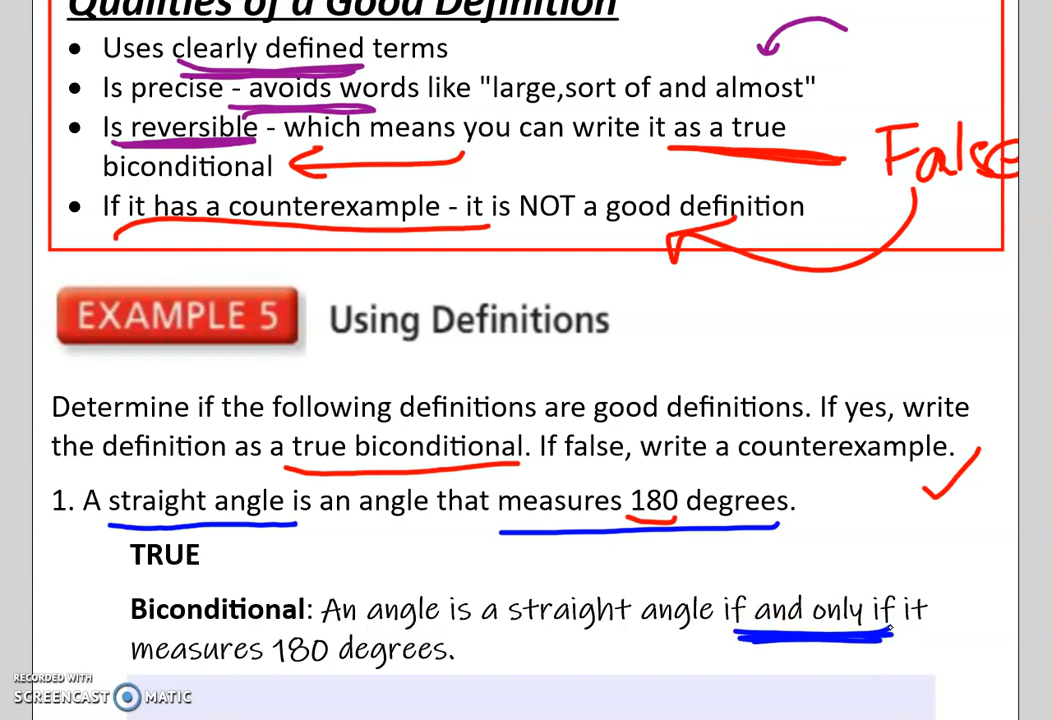 Qualities of a Good Definition
• Uses clearly defined terms
• Is precise - avoids words like "large,sort of and almost"
• Is reversible - which means you can write it as a true
biconditional
False
• If it has a counterexample - it is NOT a good definition
EXAMPLE 5 Using Definitions
Determine if the following definitions are good definitions. If yes, write
the definition as a true biconditional. If false, write a counterexample.
1. A straight angle is an angle that measures 180 degrees.
TRUE
Biconditional: An angle is a straight angle if and only if it
measures 180 degrees.
RECORDED WITH
SCREENCAST MATIC